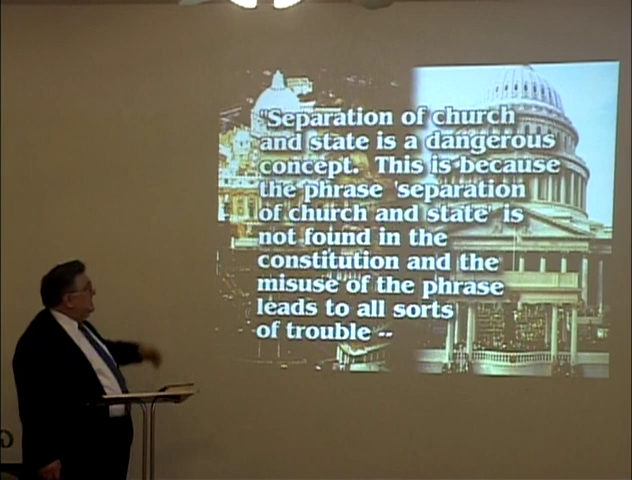 "Separation of church
and state is a dangerous
concept. This is because
the phrase 'separation
of church and state' is
not found in the
constitution and the
misuse of the phrase
leads to all sorts
of trouble --